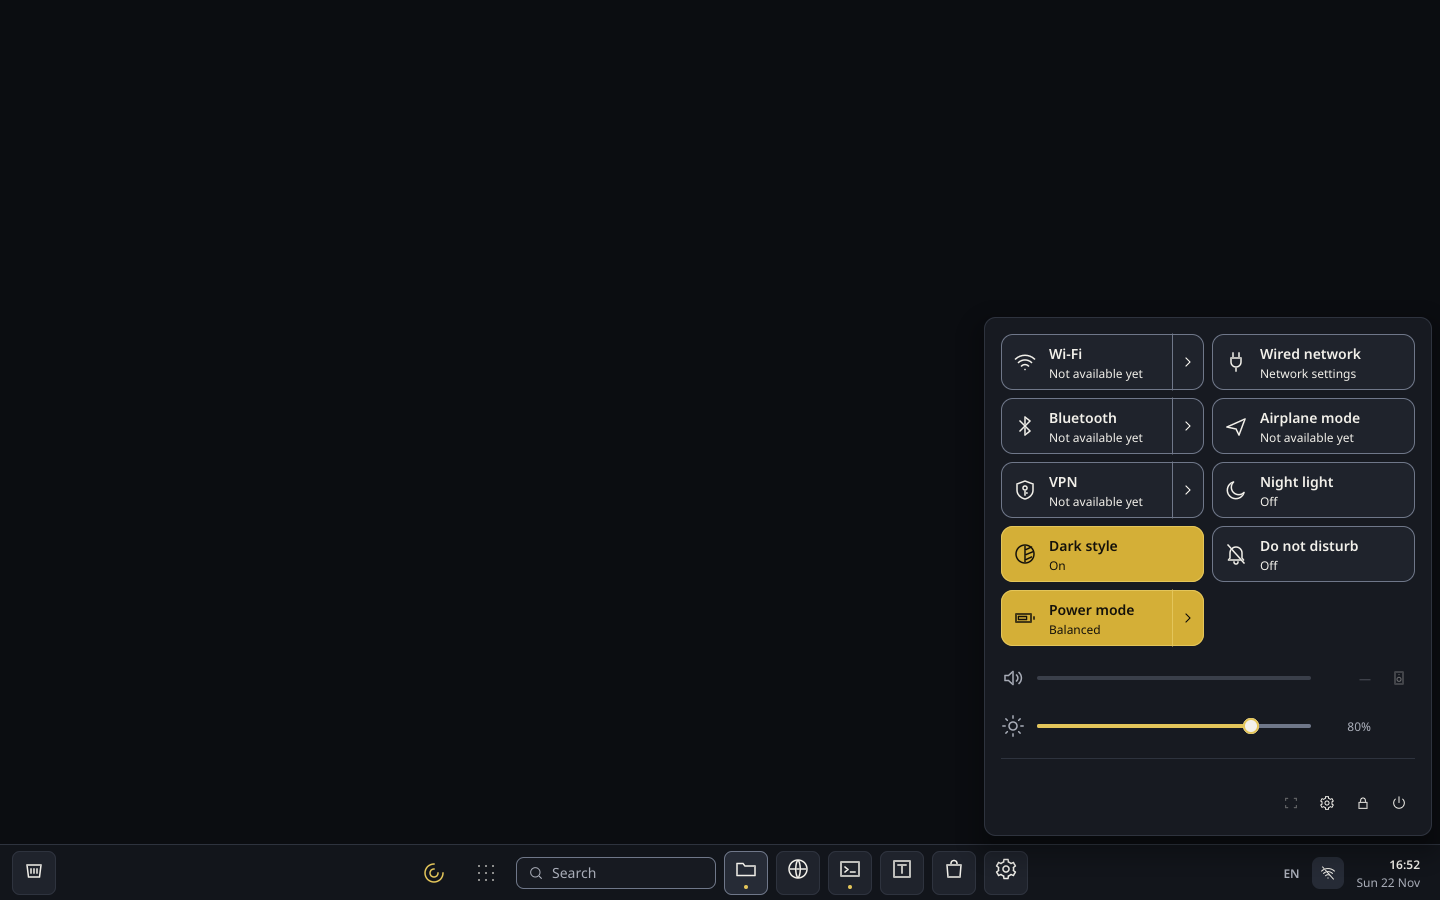 Wi-Fi
Not available yet
Wired network
Network settings
Bluetooth
Not available yet
Airplane mode
Not available yet
VPN
Not available yet
Night light
Off
Dark style
On
Do not disturb
Off
Power mode
Balanced
—
80%
Search
EN
16:52
Sun 22 Nov